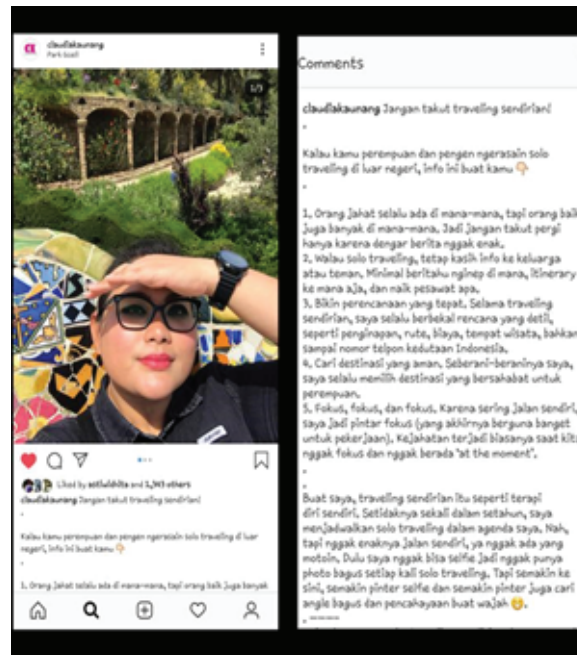 claudiakaurang
Park Guell
1/3
Liked by and 1,343 others
claudiakaurang Jangan takut traveling sendirian!
.
Kalau kamu perempuan dan pengen ngerasain solo traveling di luar
negeri, info ini buat kamu 👇
.
1. Orang jahat selalu ada di mana-mana, tapi orang baik juga banyak
Comments
claudiakaurang Jangan takut traveling sendirian!
.
Kalau kamu perempuan dan pengen ngerasain solo
traveling di luar negeri, info ini buat kamu 👇
.
1. Orang jahat selalu ada di mana-mana, tapi orang baik
juga banyak di mana-mana. Jadi jangan takut pergi
hanya karena dengar berita nggak enak.
2. Walau solo traveling, tetap kasih info ke keluarga
atau teman. Minimal beritahu nginep di mana, itinerary
ke mana aja, dan naik pesawat apa.
3. Bikin perencanaan yang tepat. Selama traveling
sendirian, saya selalu berbekal rencana yang detil,
seperti penginapan, rute, biaya, tempat wisata, bahkan
sampai nomor telpon kedutaan Indonesia.
4. Cari destinasi yang aman. Seberani-beraninya saya,
saya selalu memilih destinasi yang bersahabat untuk
perempuan.
5. Fokus, fokus, dan fokus. Karena sering jalan sendiri,
saya jadi pintar fokus (yang akhirnya berguna banget
untuk pekerjaan). Kejahatan terjadi biasanya saat kita
nggak fokus dan nggak berada "at the moment".
.
.
Buat saya, traveling sendirian itu seperti terapi
diri sendiri. Setidaknya sekali dalam setahun, saya
menjadwalkan solo traveling dalam agenda saya. Nah,
tapi nggak enaknya jalan sendiri, ya nggak ada yang
motoin. Dulu saya nggak bisa selfie jadi nggak punya
photo bagus setiap kali solo traveling. Tapi semakin ke
sini, semakin pinter selfie dan semakin pinter juga cari
angle bagus dan pencahayaan buat wajah 😁.
. ----